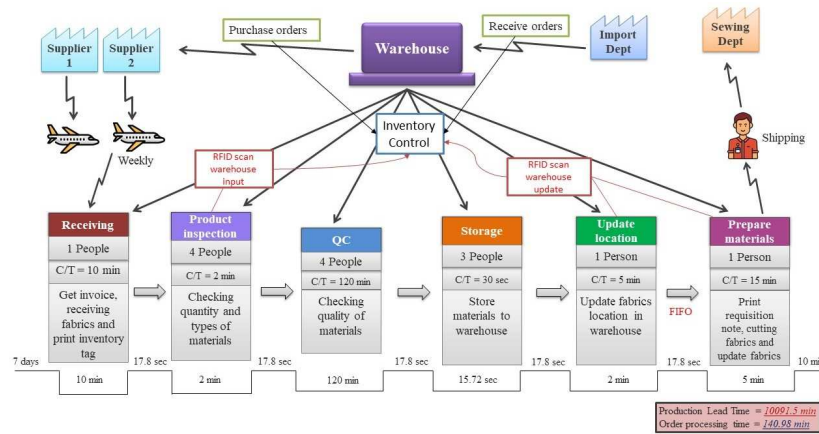 Purchase orders
Receive orders
Supplier
1
Supplier
2
Warehouse
Import
Dept
Sewing
Dept
Inventory
Control
Shipping
Weekly
RFID scan
warehouse
input
RFID scan
warehouse
update
Receiving
1 People
C/T = 10 min
Get invoice,
receiving
fabrics and
print inventory
tag
Product
inspection
4 People
C/T = 2 min
Checking
quantity and
types of
materials
QC
4 People
C/T = 120 min
Checking
quality of
materials
Storage
3 People
C/T = 30 sec
Store
materials to
warehouse
Update
location
1 Person
C/T = 5 min
Update fabrics
location in
warehouse
FIFO
Prepare
materials
1 Person
C/T = 15 min
Print
requisition
note, cutting
fabrics and
update fabrics
7 days
17.8 sec
17.8 sec
17.8 sec
17.8 sec
17.8 sec
10 min
10 min
2 min
120 min
15.72 sec
2 min
5 min
Production Lead Time = 10091.5 min
Order processing time = 140.98 min